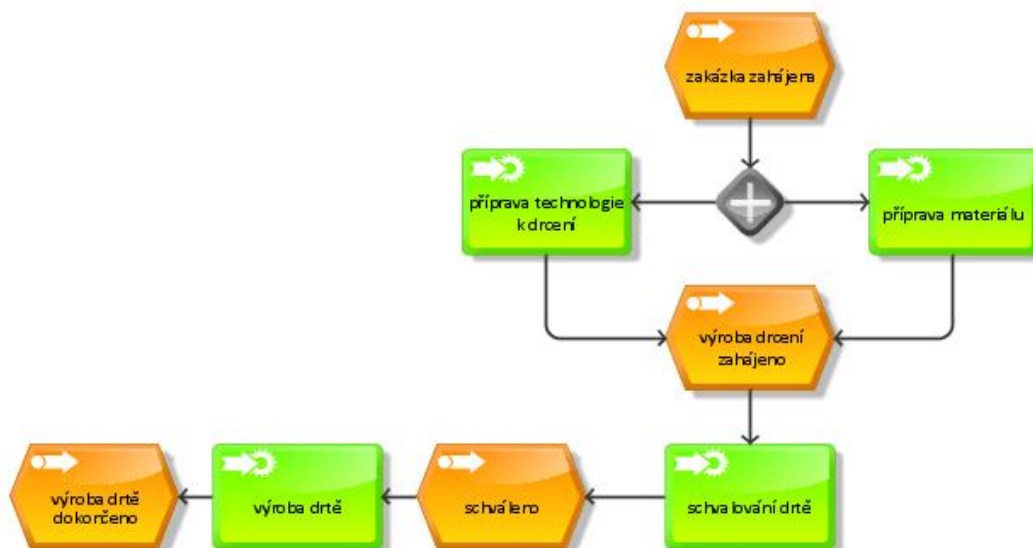 zakázka zahájena
příprava technologie
k drcení
příprava materiálu
výroba drcení
zahájeno
výroba drtě
dokončeno
výroba drtě
schváleno
schvalování drtě